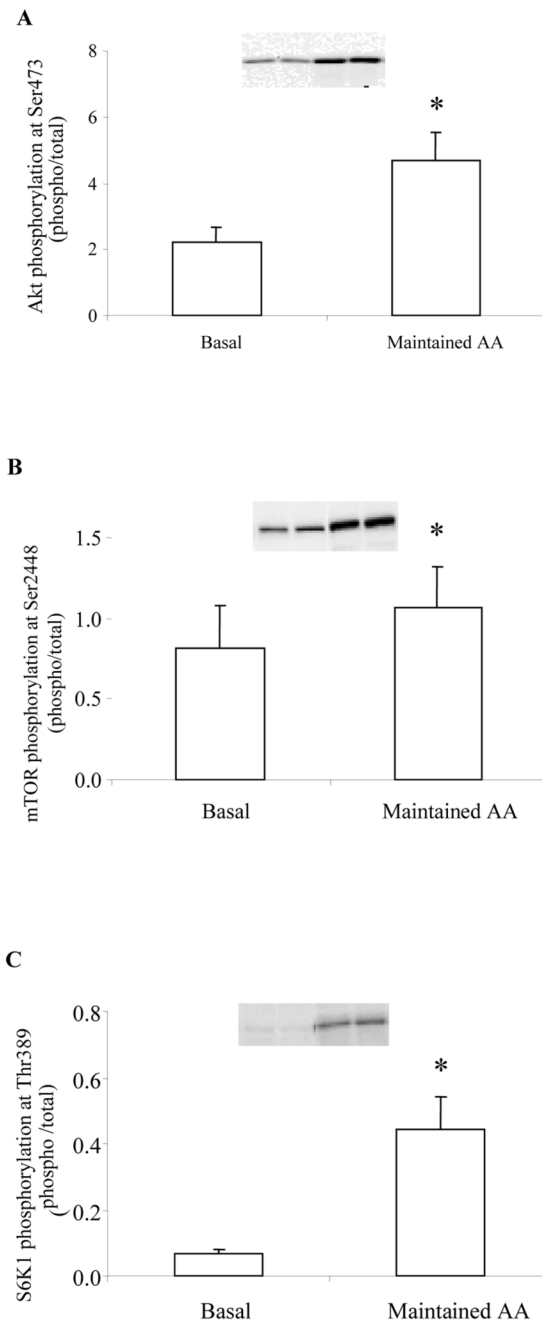 A
Akt phosphorylation at Ser473
(phospho/total)
8
6
4
2
0
*
Basal
Maintained AA
B
mTOR phosphorylation at Ser2448
(phospho/total)
1.5
1.0
0.5
0.0
*
Basal
Maintained AA
C
S6K1 phosphorylation at Thr389
(phospho /total)
0.8
0.6
0.4
0.2
0.0
*
Basal
Maintained AA